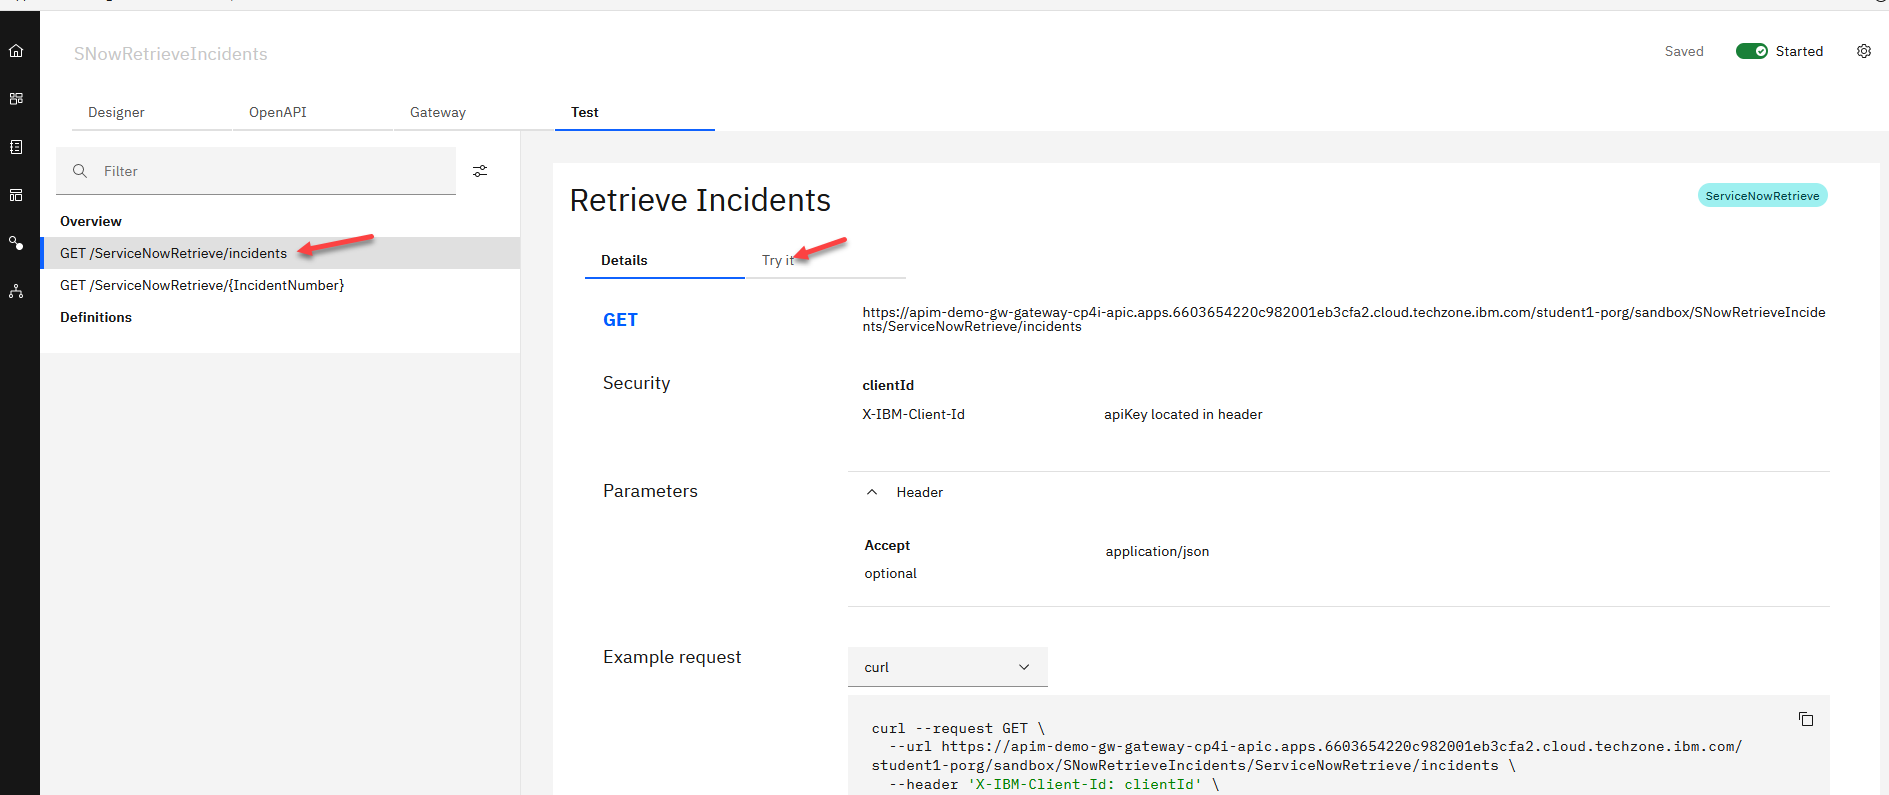 SNowRetrieveIncidents
Saved
Started
Designer
OpenAPI
Gateway
Test
Filter
Overview
GET /ServiceNowRetrieve/incidents
GET /ServiceNowRetrieve/{IncidentNumber}
Definitions
Retrieve Incidents
ServiceNowRetrieve
Details
Try it
GET
https://apim-demo-gw-gateway-cp4i-apic.apps.6603654220c982001eb3cfa2.cloud.techzone.ibm.com/student1-porg/sandbox/SNowRetrieveIncide
nts/ServiceNowRetrieve/incidents
Security
clientId
X-IBM-Client-Id
apiKey located in header
Parameters
Header
Accept
application/json
optional
Example request
curl
curl --request GET \
--url https://apim-demo-gw-gateway-cp4i-apic.apps.6603654220c982001eb3cfa2.cloud.techzone.ibm.com/
student1-porg/sandbox/SNowRetrieveIncidents/ServiceNowRetrieve/incidents \
--header 'X-IBM-Client-Id: clientId' \